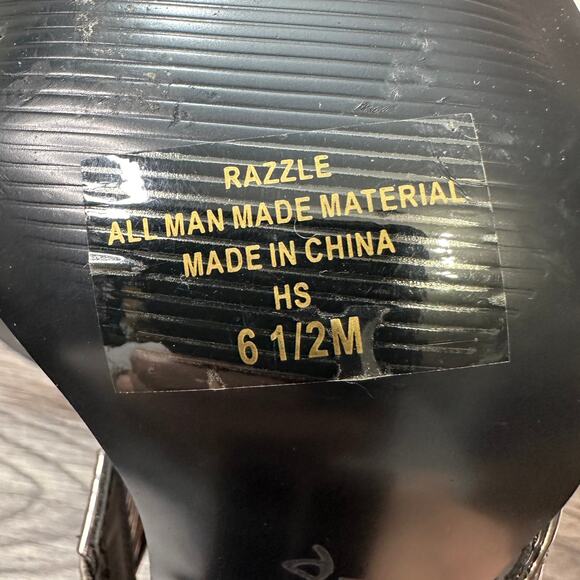 RAZZLE
ALL MAN MADE MATERIAL
MADE IN CHINA
HS
6 1/2M